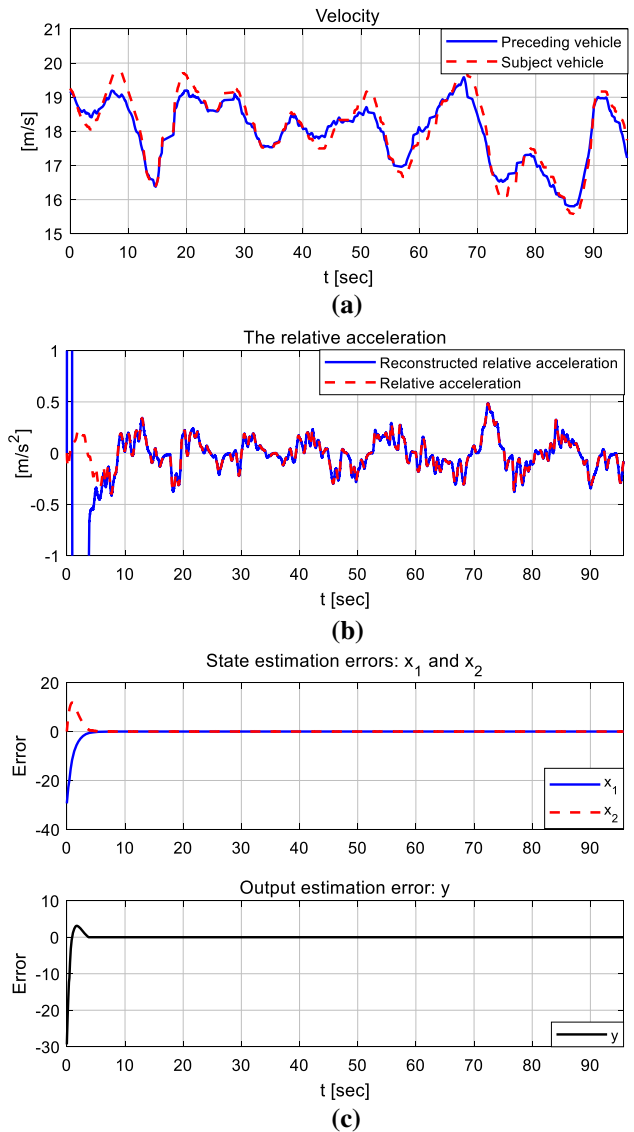 Velocity
21
20
19
18
17
16
15
[m/s]
Preceding vehicle
Subject vehicle
0 10 20 30 40 50 60 70 80 90
t [sec]
(a)
The relative acceleration
1
0.5
0
-0.5
-1
[m/s²]
Reconstructed relative acceleration
Relative acceleration
0 10 20 30 40 50 60 70 80 90
t [sec]
(b)
State estimation errors: x₁ and x₂
20
0
-20
-40
Error
x₁
x₂
0 10 20 30 40 50 60 70 80 90
Output estimation error: y
10
0
-10
-20
-30
Error
y
0 10 20 30 40 50 60 70 80 90
t [sec]
(c)